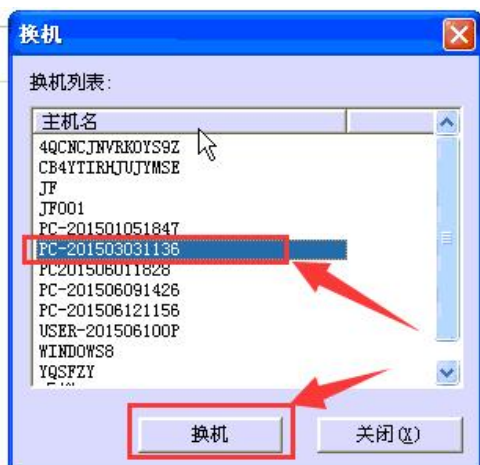 换机
换机列表:
主机名
4QCNCJNVRKOYS9Z
CB4YTIRHJUJYMSE
JF
JF001
PC-201501051847
PC-201503031136
PC201506011828
PC-201506091426
PC-201506121156
USER-201506100P
WINDOWS8
YQSFZY
换机 关闭(X)